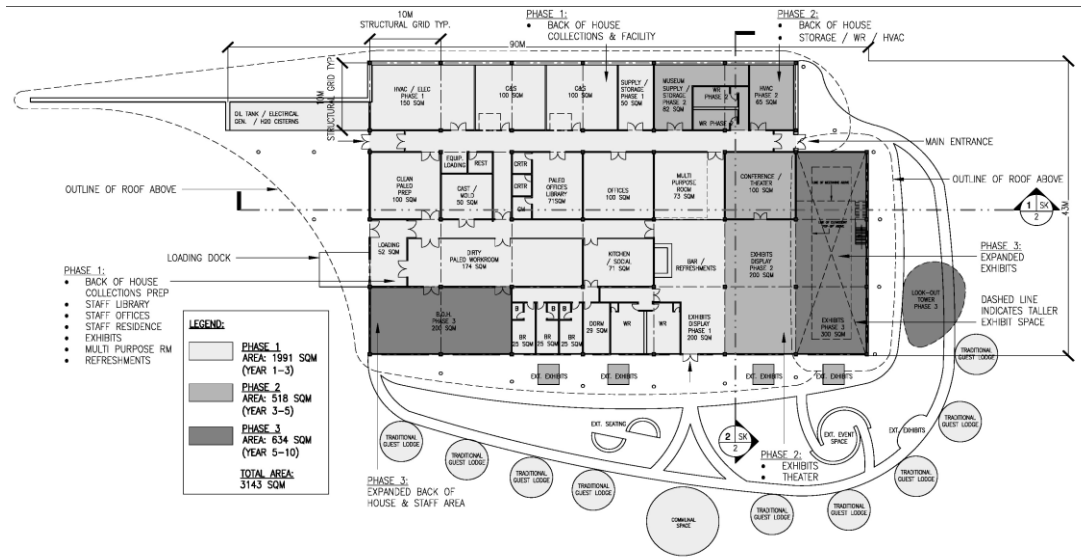 10M
STRUCTURAL GRID TYP.
PHASE 1:
• BACK OF HOUSE
COLLECTIONS & FACILITY
PHASE 2:
• BACK OF HOUSE
STORAGE / WR / HVAC
90M
10M
STRUCTURAL GRID TYP.
HVAC / ELEC
PHASE 1
150 SQM
C&S
100 SQM
C&S
100 SQM
SUPPLY /
STORAGE
PHASE 1
50 SQM
MUSEUM
SUPPLY /
STORAGE
PHASE 2
82 SQM
WR
PHASE 2
WR PHASE
HVAC
PHASE 2
65 SQM
OIL TANK / ELECTRICAL
GEN. / H20 CISTERNS
MAIN ENTRANCE
OUTLINE OF ROOF ABOVE
OUTLINE OF ROOF ABOVE
EQUIP.
LOADING
REST
CLEAN
PALEO
PREP
100 SQM
CAST /
MOLD
50 SQM
CRTR
CRTR
PALEO
OFFICES
LIBRARY
71SQM
OFFICES
100 SQM
MULTI
PURPOSE
ROOM
73 SQM
CONFERENCE /
THEATER
100 SQM
1 SK
2
43M
LOADING
52 SQM
DIRTY
PALEO WORKROOM
174 SQM
KITCHEN
/ SOCIAL
71 SQM
BAR /
REFRESHMENTS
EXHIBITS
DISPLAY
PHASE 2
200 SQM
PHASE 3:
• EXPANDED
EXHIBITS
LOADING DOCK
PHASE 1:
• BACK OF HOUSE
COLLECTIONS PREP
• STAFF LIBRARY
• STAFF OFFICES
• STAFF RESIDENCE
• EXHIBITS
• MULTI PURPOSE RM
• REFRESHMENTS
LOOK-OUT
TOWER
PHASE 3
DASHED LINE
INDICATES TALLER
EXHIBIT SPACE
B.O.H.
PHASE 3
200 SQM
B
B
B
BR
25 SQM
BR
25 SQM
BR
25 SQM
DORM
29 SQM
WR
WR
EXHIBITS
DISPLAY
PHASE 1
200 SQM
EXHIBITS
PHASE 3
300 SQM
LEGEND:
PHASE 1
AREA: 1991 SQM
(YEAR 1-3)
PHASE 2
AREA: 518 SQM
(YEAR 3-5)
PHASE 3
AREA: 634 SQM
(YEAR 5-10)
TOTAL AREA:
3143 SQM
EXT. EXHIBITS
EXT. EXHIBITS
EXT. EXHIBITS
EXT. EXHIBITS
TRADITIONAL
GUEST LODGE
EXT. SEATING
EXT. EVENT
SPACE
EXT. EXHIBITS
TRADITIONAL
GUEST LODGE
2 SK
2
TRADITIONAL
GUEST LODGE
TRADITIONAL
GUEST LODGE
TRADITIONAL
GUEST LODGE
TRADITIONAL
GUEST LODGE
TRADITIONAL
GUEST LODGE
TRADITIONAL
GUEST LODGE
TRADITIONAL
GUEST LODGE
PHASE 3:
EXPANDED BACK OF
HOUSE & STAFF AREA
COMMUNAL
SPACE
PHASE 2:
• EXHIBITS
• THEATER